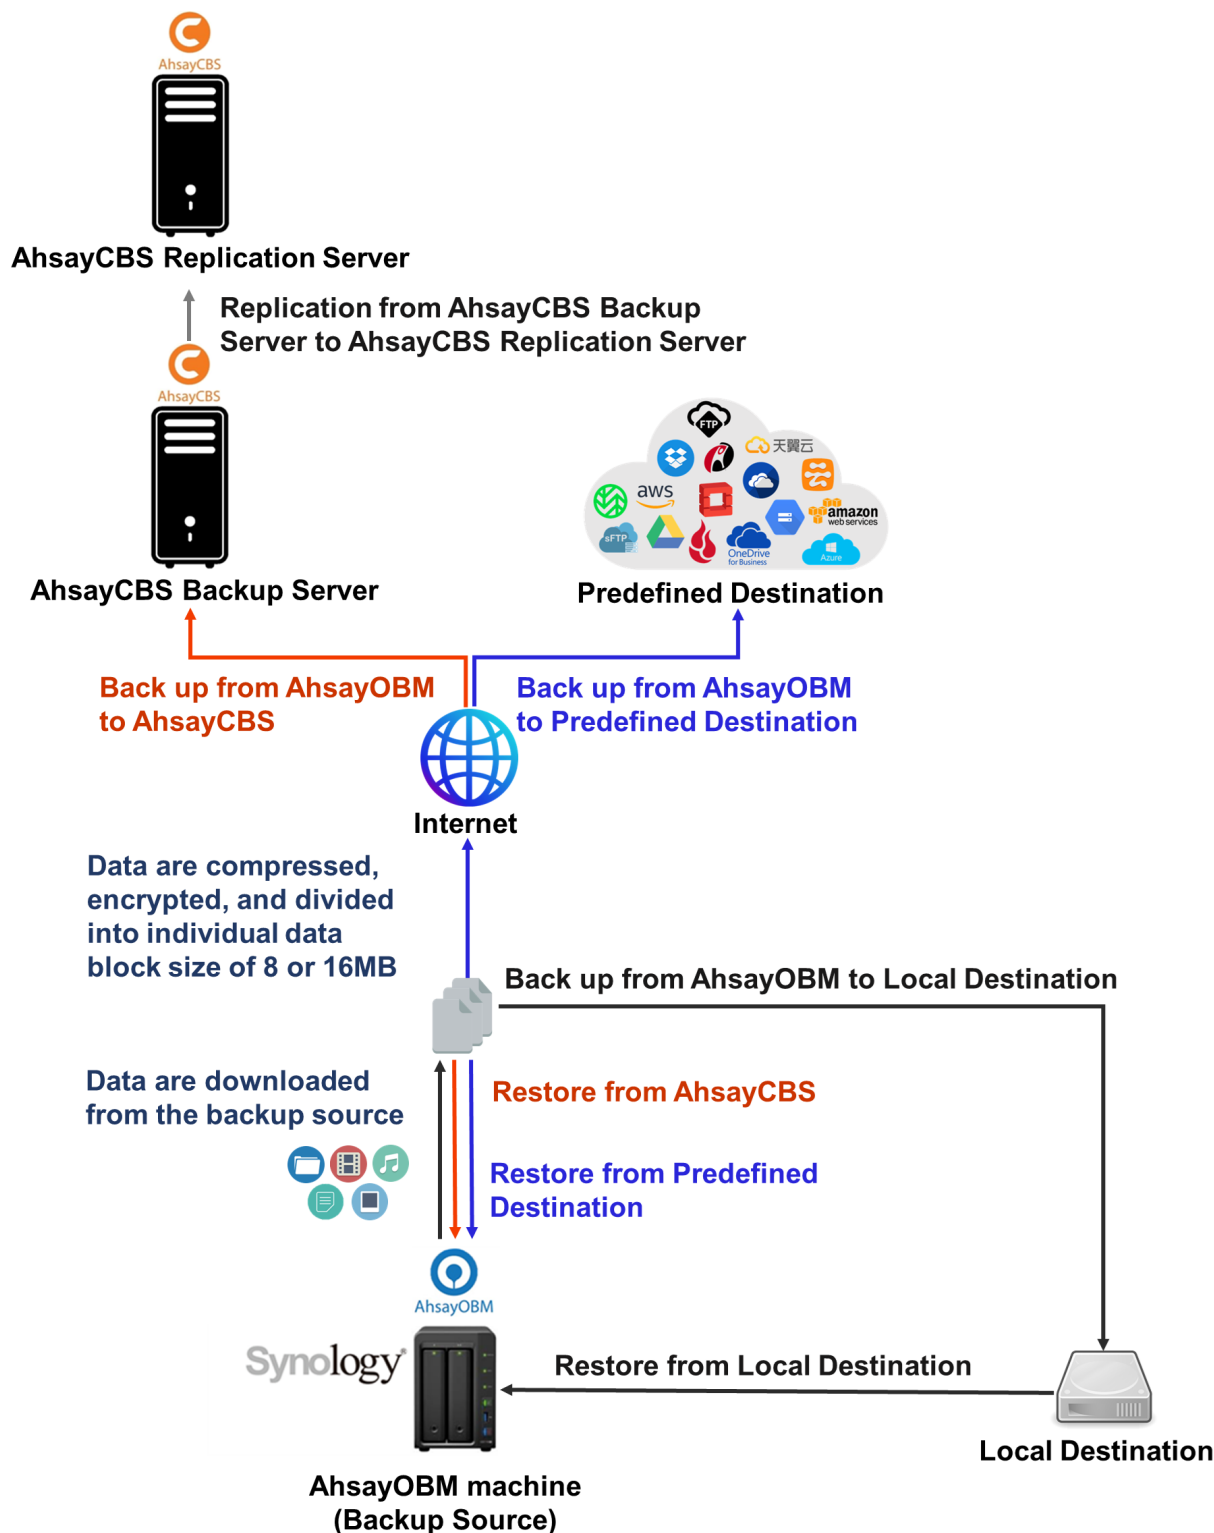 AhsayCBS
AhsayCBS Replication Server
Replication from AhsayCBS Backup
Server to AhsayCBS Replication Server
AhsayCBS
AhsayCBS Backup Server
FTP
天翼云
aws
amazon
web services
sFTP
OneDrive
for Business
Azure
Predefined Destination
Back up from AhsayOBM
to AhsayCBS
Back up from AhsayOBM
to Predefined Destination
Internet
Data are compressed,
encrypted, and divided
into individual data
block size of 8 or 16MB
Back up from AhsayOBM to Local Destination
Data are downloaded
from the backup source
Restore from AhsayCBS
Restore from Predefined
Destination
AhsayOBM
Synology®
Restore from Local Destination
Local Destination
AhsayOBM machine
(Backup Source)